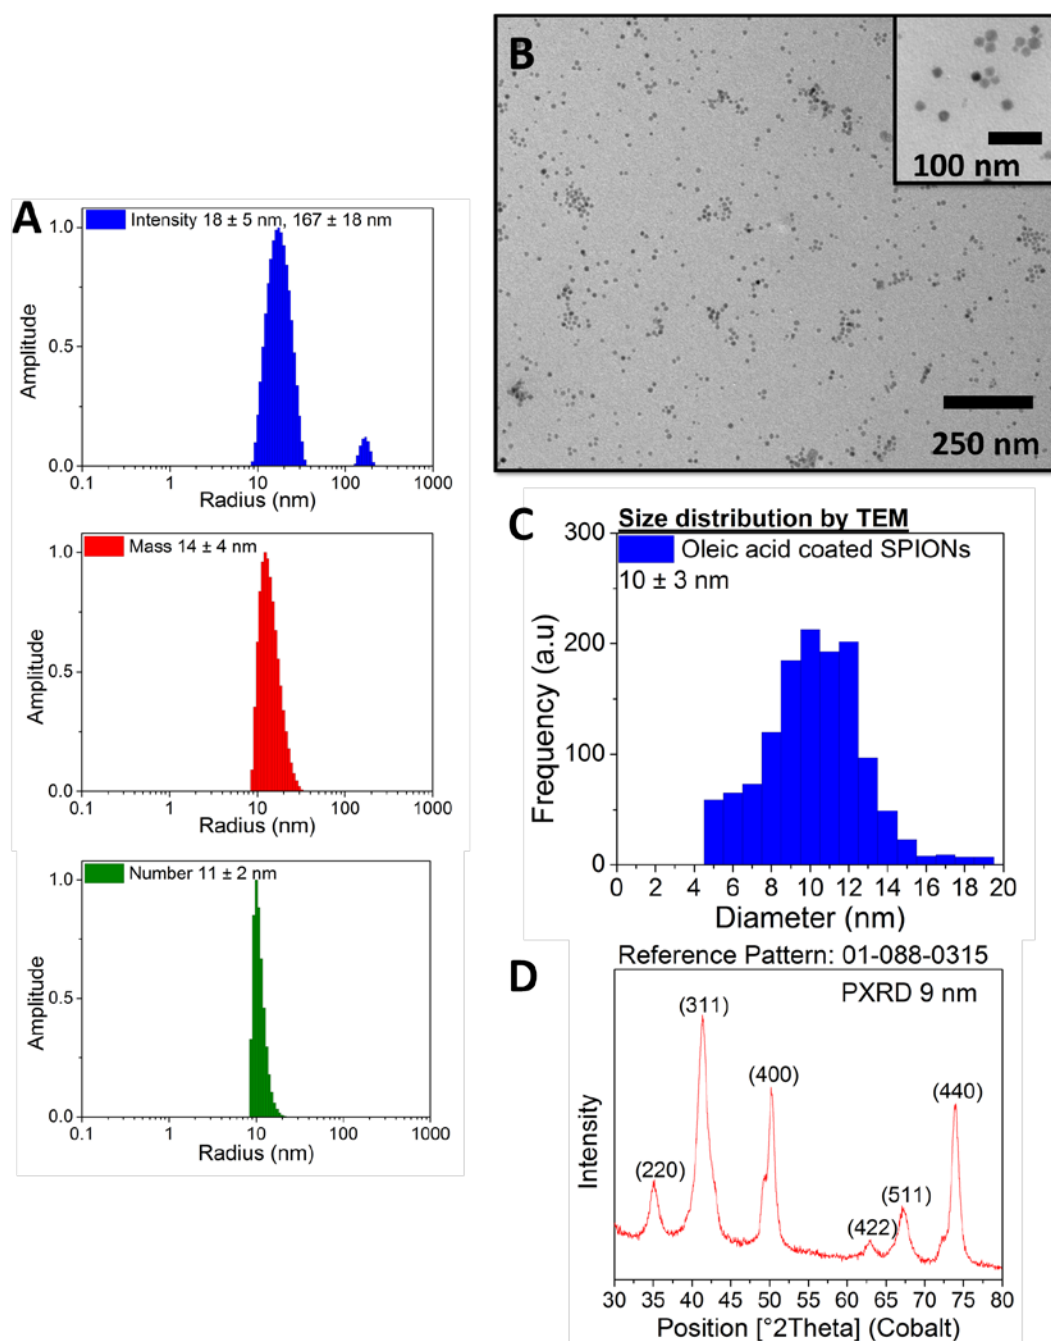 A
Intensity 18 ± 5 nm, 167 ± 18 nm
Amplitude
1.0
0.5
0.0
0.1 1 10 100 1000
Radius (nm)
Mass 14 ± 4 nm
Amplitude
1.0
0.5
0.0
0.1 1 10 100 1000
Radius (nm)
Number 11 ± 2 nm
Amplitude
1.0
0.5
0.0
0.1 1 10 100 1000
Radius (nm)
B
100 nm
250 nm
C
Size distribution by TEM
Oleic acid coated SPIONs
10 ± 3 nm
Frequency (a.u)
300
200
100
0
0 2 4 6 8 10 12 14 16 18 20
Diameter (nm)
D
Reference Pattern: 01-088-0315
PXRD 9 nm
(311)
(400)
(440)
(220)
(511)
(422)
Intensity
30 35 40 45 50 55 60 65 70 75 80
Position [°2Theta] (Cobalt)